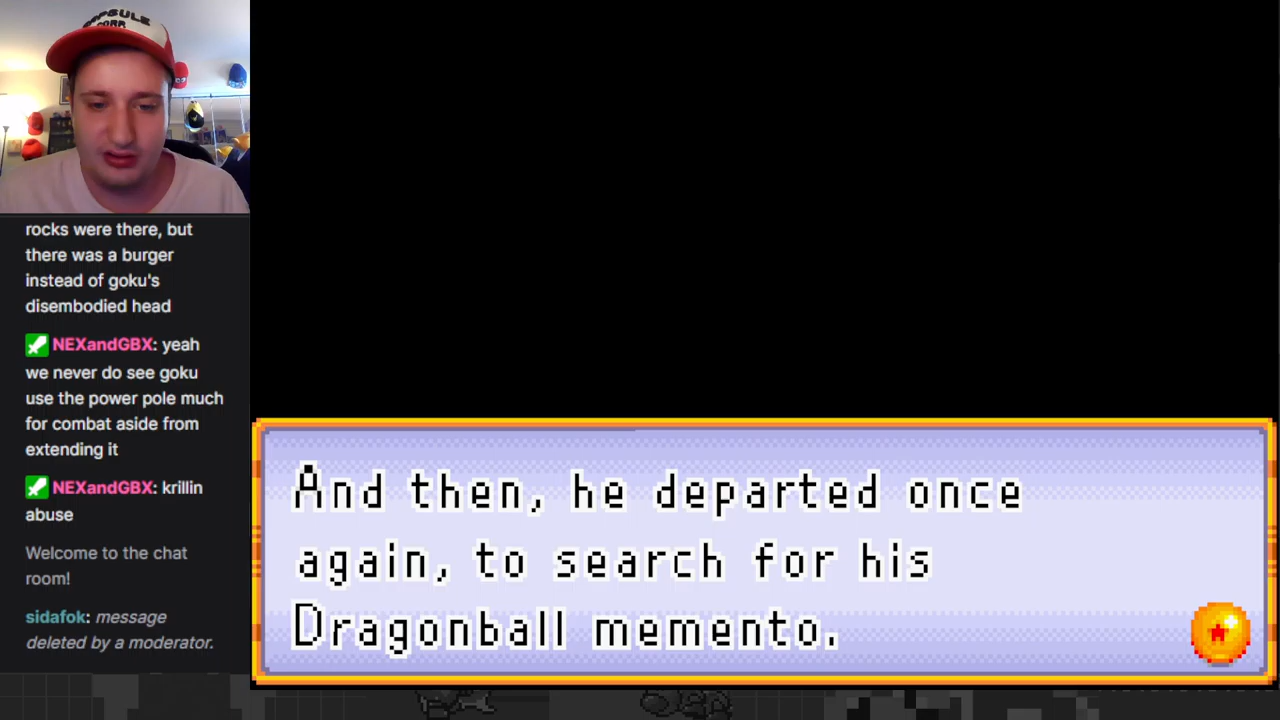 CAPSULE
CORP
rocks were there, but
there was a burger
instead of goku's
disembodied head
NEXandGBX: yeah
we never do see goku
use the power pole much
for combat aside from
extending it
NEXandGBX: krillin
abuse
Welcome to the chat
room!
sidafok: message
deleted by a moderator.
And then, he departed once
again, to search for his
Dragonball memento.